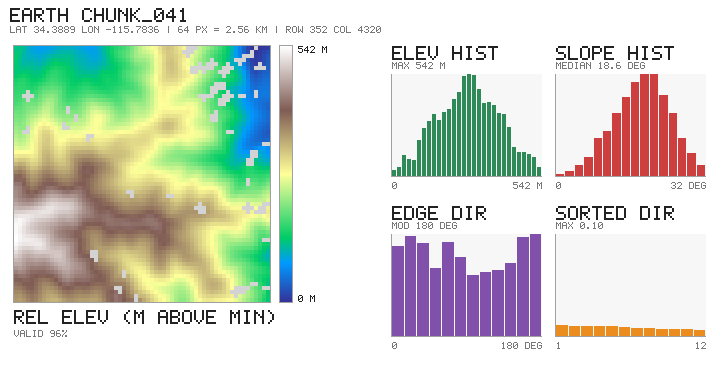 EARTH CHUNK_041
LAT 34.3889 LON -115.7836 | 64 PX = 2.56 KM | ROW 352 COL 4320
542 M
0 M
REL ELEV (M ABOVE MIN)
VALID 96%
ELEV HIST
MAX 542 M
0 542 M
SLOPE HIST
MEDIAN 18.6 DEG
0 32 DEG
EDGE DIR
MOD 180 DEG
0 180 DEG
SORTED DIR
MAX 0.10
1 12